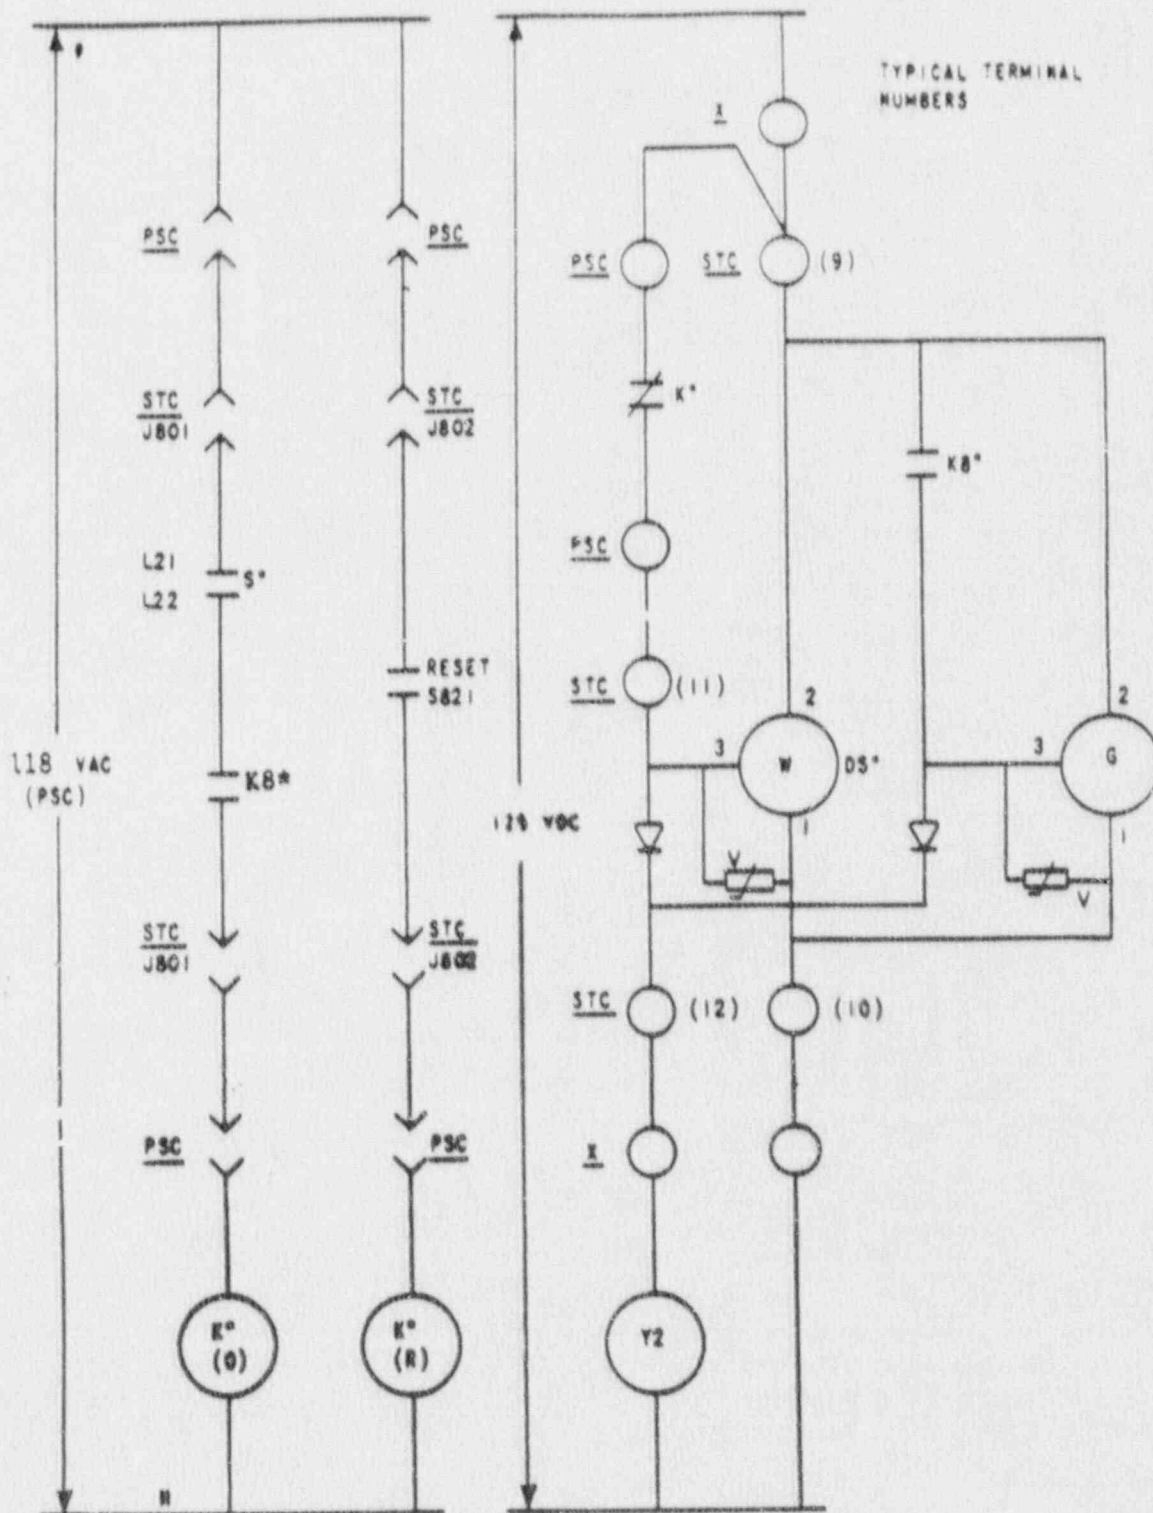 TYPICAL TERMINAL
NUMBERS
X
PSC
PSC
PSC
STC
(9)
STC
J801
STC
J802
K*
K8*
L21
L22
S*
PSC
RESET
S821
STC
(11)
118 VAC
(PSC)
K8*
2
3
W
DS*
1
2
3
G
1
V
V
STC
J801
STC
J802
STC
(12)
(10)
PSC
PSC
X
K*
(O)
K*
(R)
Y2
N